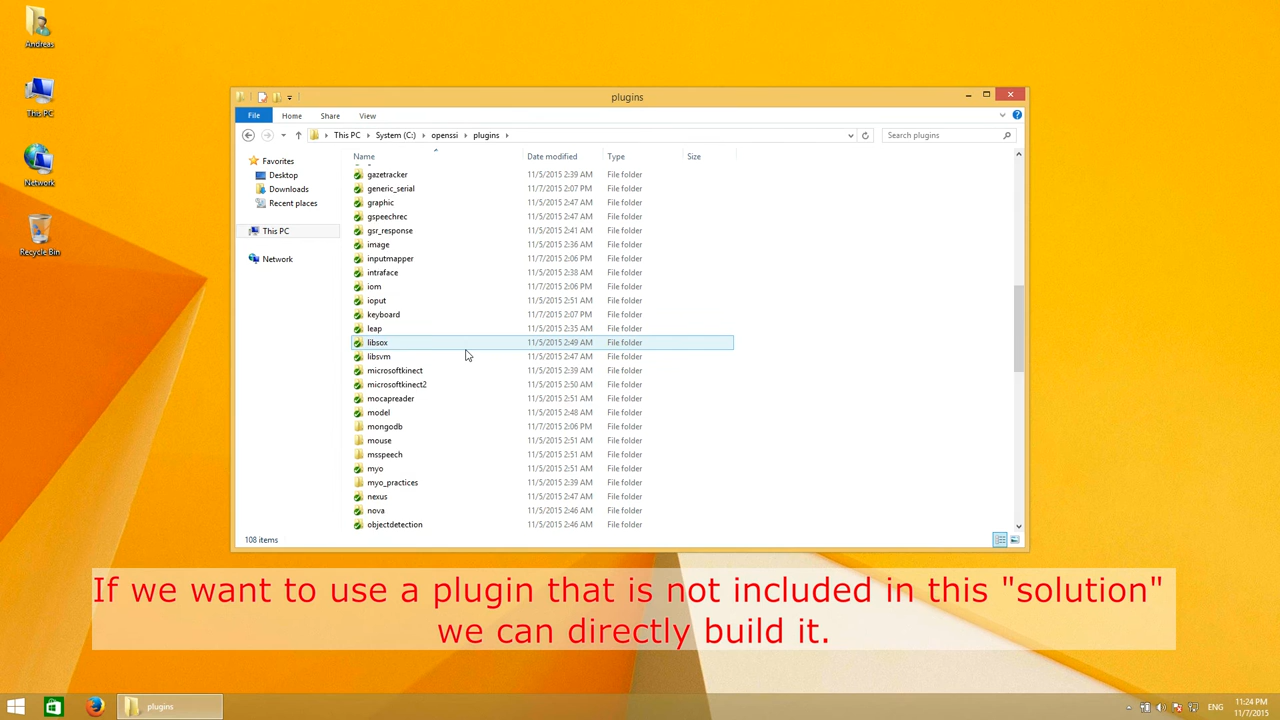 Andreas
This PC
Network
Recycle Bin
plugins
File Home Share View
This PC System (C:) openssi plugins
Search plugins
Name Date modified Type Size
Favorites
Desktop
Downloads
Recent places
This PC
Network
gazetracker 11/5/2015 2:39 AM File folder
generic_serial 11/7/2015 2:07 PM File folder
graphic 11/5/2015 2:47 AM File folder
gspeechrec 11/5/2015 2:47 AM File folder
gsr_response 11/5/2015 2:41 AM File folder
image 11/5/2015 2:36 AM File folder
inputmapper 11/7/2015 2:06 PM File folder
intraface 11/5/2015 2:38 AM File folder
iom 11/7/2015 2:06 PM File folder
ioput 11/5/2015 2:51 AM File folder
keyboard 11/7/2015 2:07 PM File folder
leap 11/5/2015 2:35 AM File folder
libsox 11/5/2015 2:49 AM File folder
libsvm 11/5/2015 2:47 AM File folder
microsoftkinect 11/5/2015 2:39 AM File folder
microsoftkinect2 11/5/2015 2:50 AM File folder
mocapreader 11/5/2015 2:51 AM File folder
model 11/5/2015 2:48 AM File folder
mongodb 11/7/2015 2:06 PM File folder
mouse 11/5/2015 2:51 AM File folder
msspeech 11/5/2015 2:51 AM File folder
myo 11/5/2015 2:51 AM File folder
myo_practices 11/5/2015 2:39 AM File folder
nexus 11/5/2015 2:47 AM File folder
nova 11/5/2015 2:46 AM File folder
objectdetection 11/5/2015 2:46 AM File folder
108 items
If we want to use a plugin that is not included in this "solution"
we can directly build it.
plugins
ENG
11:24 PM
11/7/2015